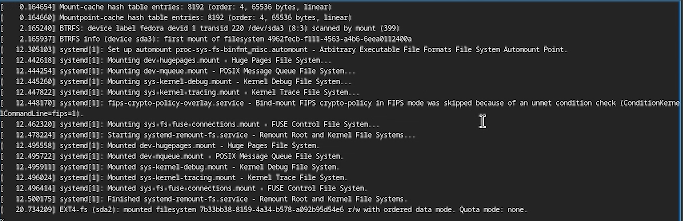 [    0.164654] Mount-cache hash table entries: 8192 (order: 4, 65536 bytes, linear)
[    0.164660] Mountpoint-cache hash tables entries: 8192 (order: 4, 65536 bytes, linear)
[    2.165240] BTRFS: device label fedora devid 1 transid 220 /dev/sda3 (8:3) scanned by mount (399)
[    2.165937] BTRFS info (device sda3): first mount of filesystem
[   12.305103] systemd[1]: Set up automount proc-sys-fs-binfmt_misc.automount - Arbitrary Executable File Formats File System Automount Point.
[   12.442618] systemd[1]: Mounting dev-hugepages.mount - Huge Pages File System...
[   12.444254] systemd[1]: Mounting dev-mqueue.mount - POSIX Message Queue File System...
[   12.445260] systemd[1]: Mounting sys-kernel-debug.mount - Kernel Debug File System...
[   12.447822] systemd[1]: Mounting sys-kernel-tracing.mount - Kernel Trace File System...
[   12.448170] systemd[1]: fips-crypto-policy-overlay.service - Bind-mount FIPS crypto-policy in FIPS mode was skipped because of an unmet condition check (ConditionKerne
lCommandLine=fips=1).
[   12.462320] systemd[1]: Mounting sys-fs-fuse-connections.mount - FUSE Control File System...
[   12.478224] systemd[1]: Starting systemd-remount-fs.service - Remount Root and Kernel File Systems...
[   12.495558] systemd[1]: Mounted dev-hugepages.mount - Huge Pages File System.
[   12.495722] systemd[1]: Mounted dev-mqueue.mount - POSIX Message Queue File System.
[   12.495911] systemd[1]: Mounted sys-kernel-debug.mount - Kernel Debug File System.
[   12.496024] systemd[1]: Mounted sys-kernel-tracing.mount - Kernel Trace File System.
[   12.496414] systemd[1]: Mounted sys-fs-fuse-connections.mount - FUSE Control File System.
[   12.500375] systemd[1]: Finished systemd-remount-fs.service - Remount Root and Kernel File Systems.
[   20.734209] EXT4-fs (sda2): mounted filesystem 7b33bb38-8159-4a34-b578-a092b95d54e6 r/w with ordered data mode. Quota mode: none.